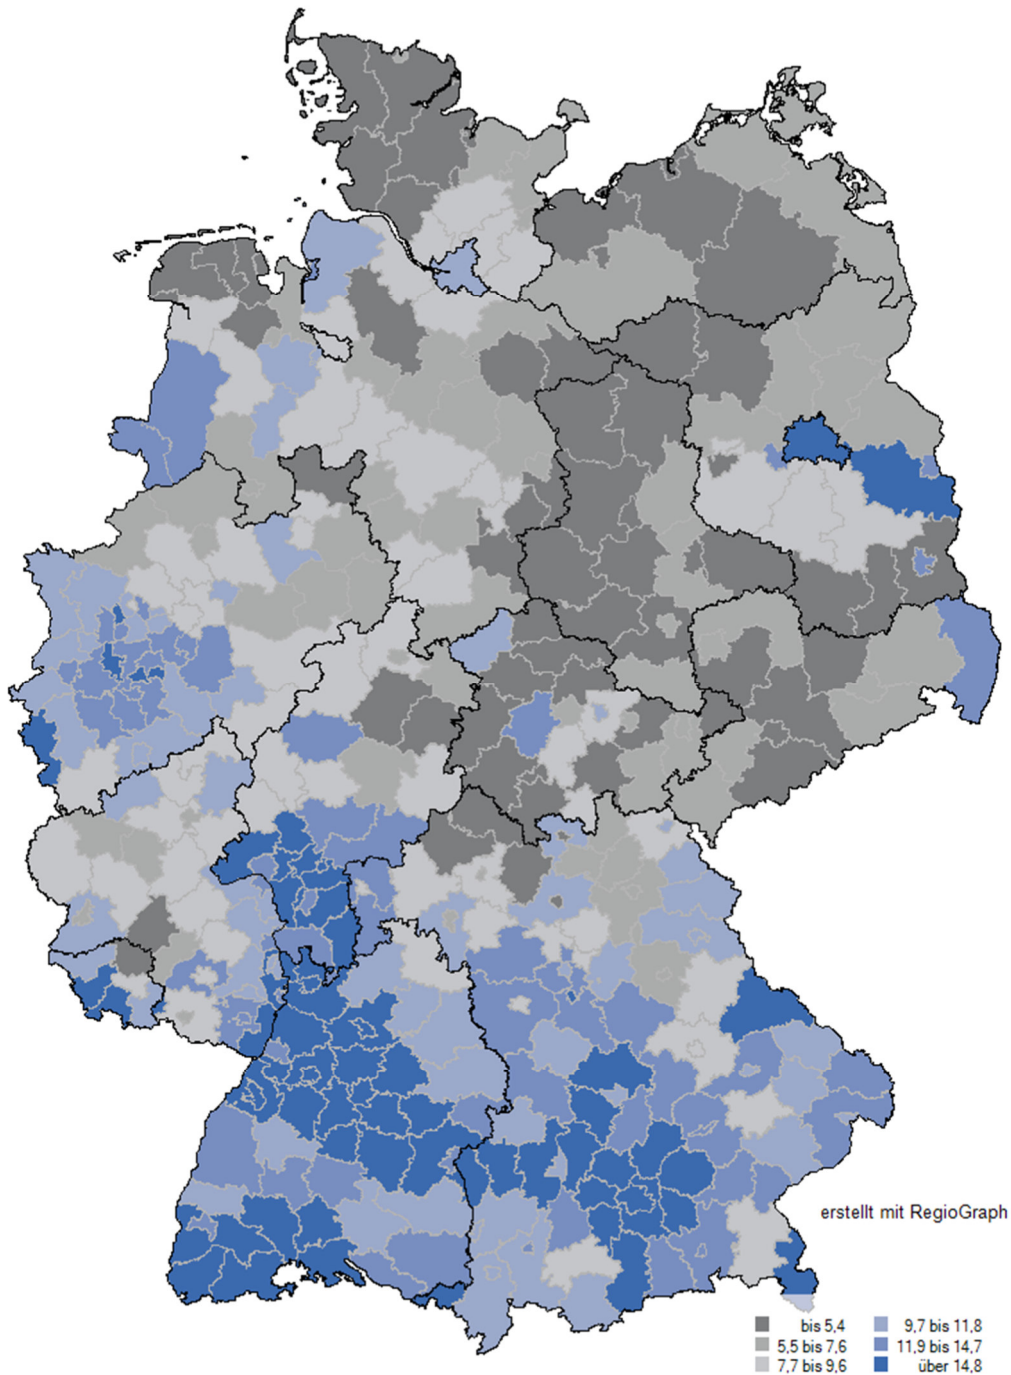 erstellt mit RegioGraph
bis 5,4
9,7 bis 11,8
5,5 bis 7,6
11,9 bis 14,7
7,7 bis 9,6
über 14,8